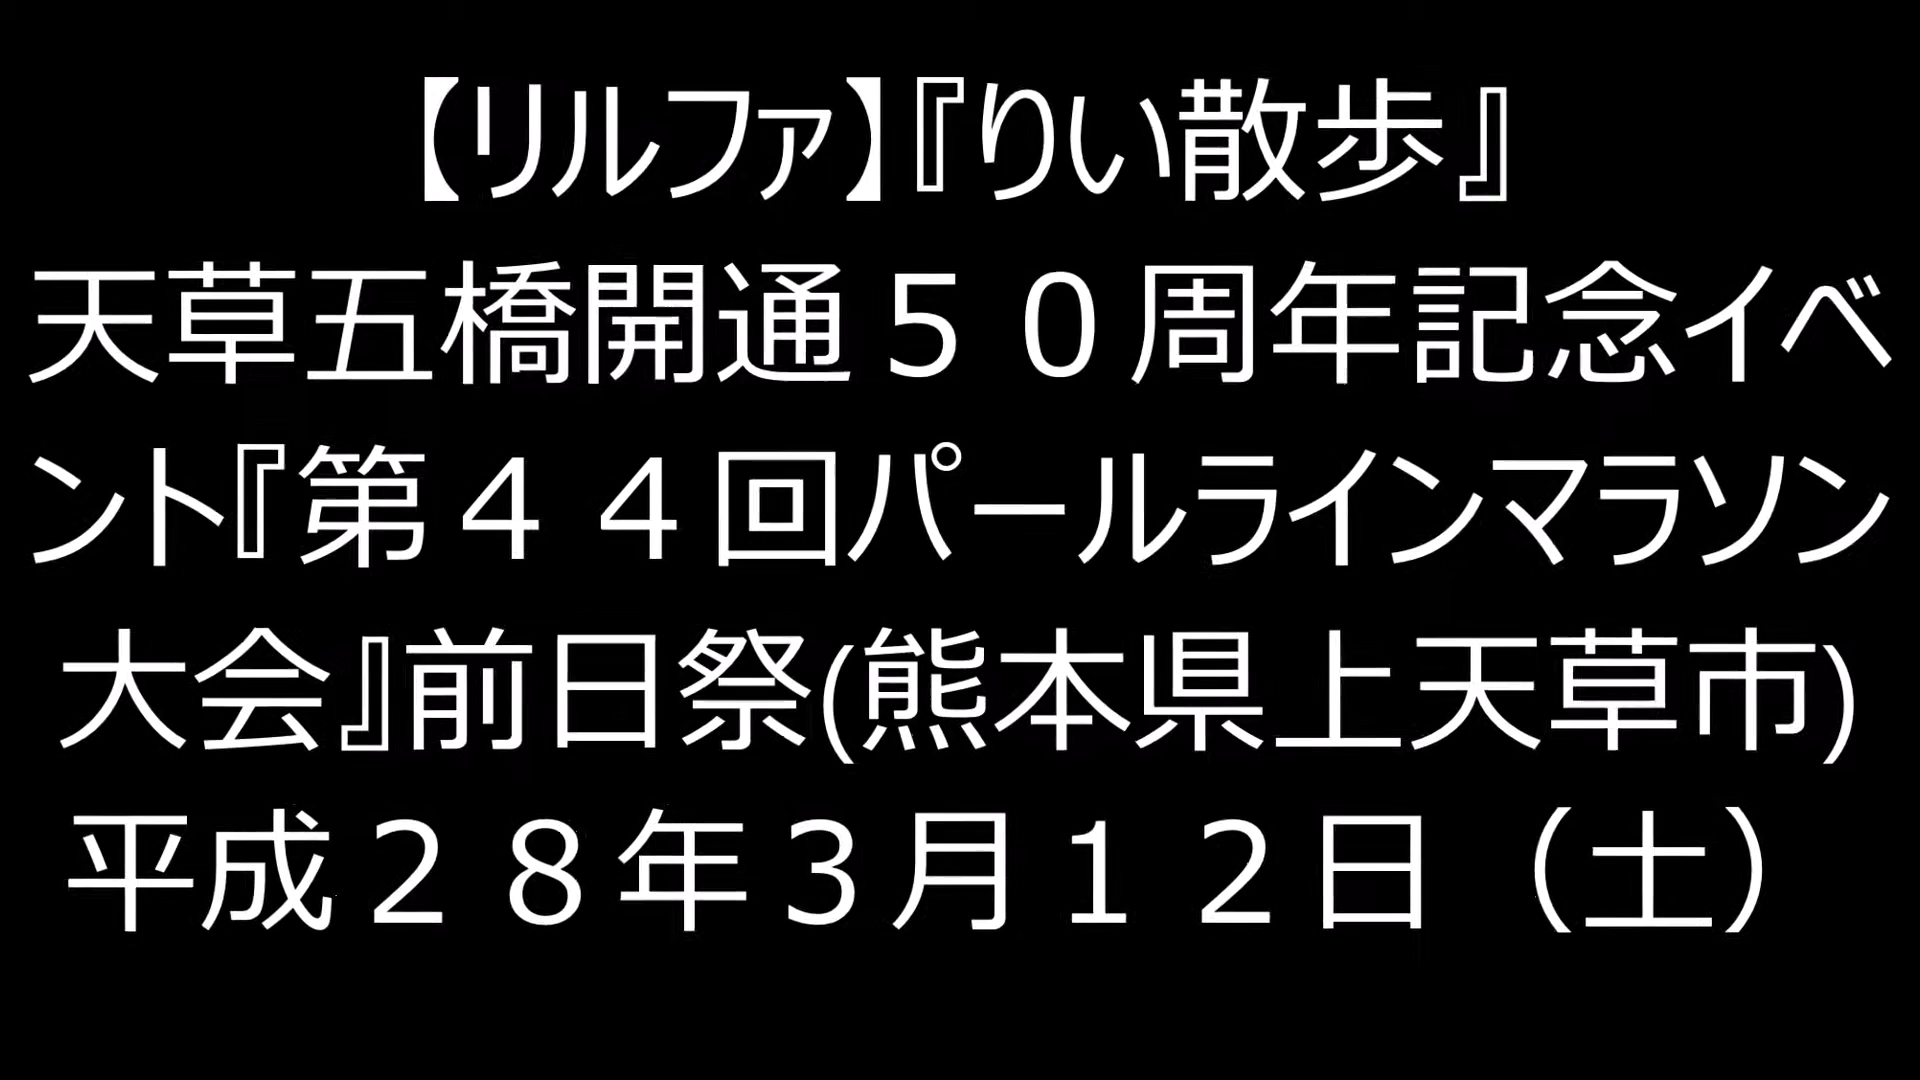 【リルファ】『りい散歩』
天草五橋開通５０周年記念イベ
ント『第４４回パールラインマラソン
大会』前日祭(熊本県上天草市)
平成２８年３月１２日（土）